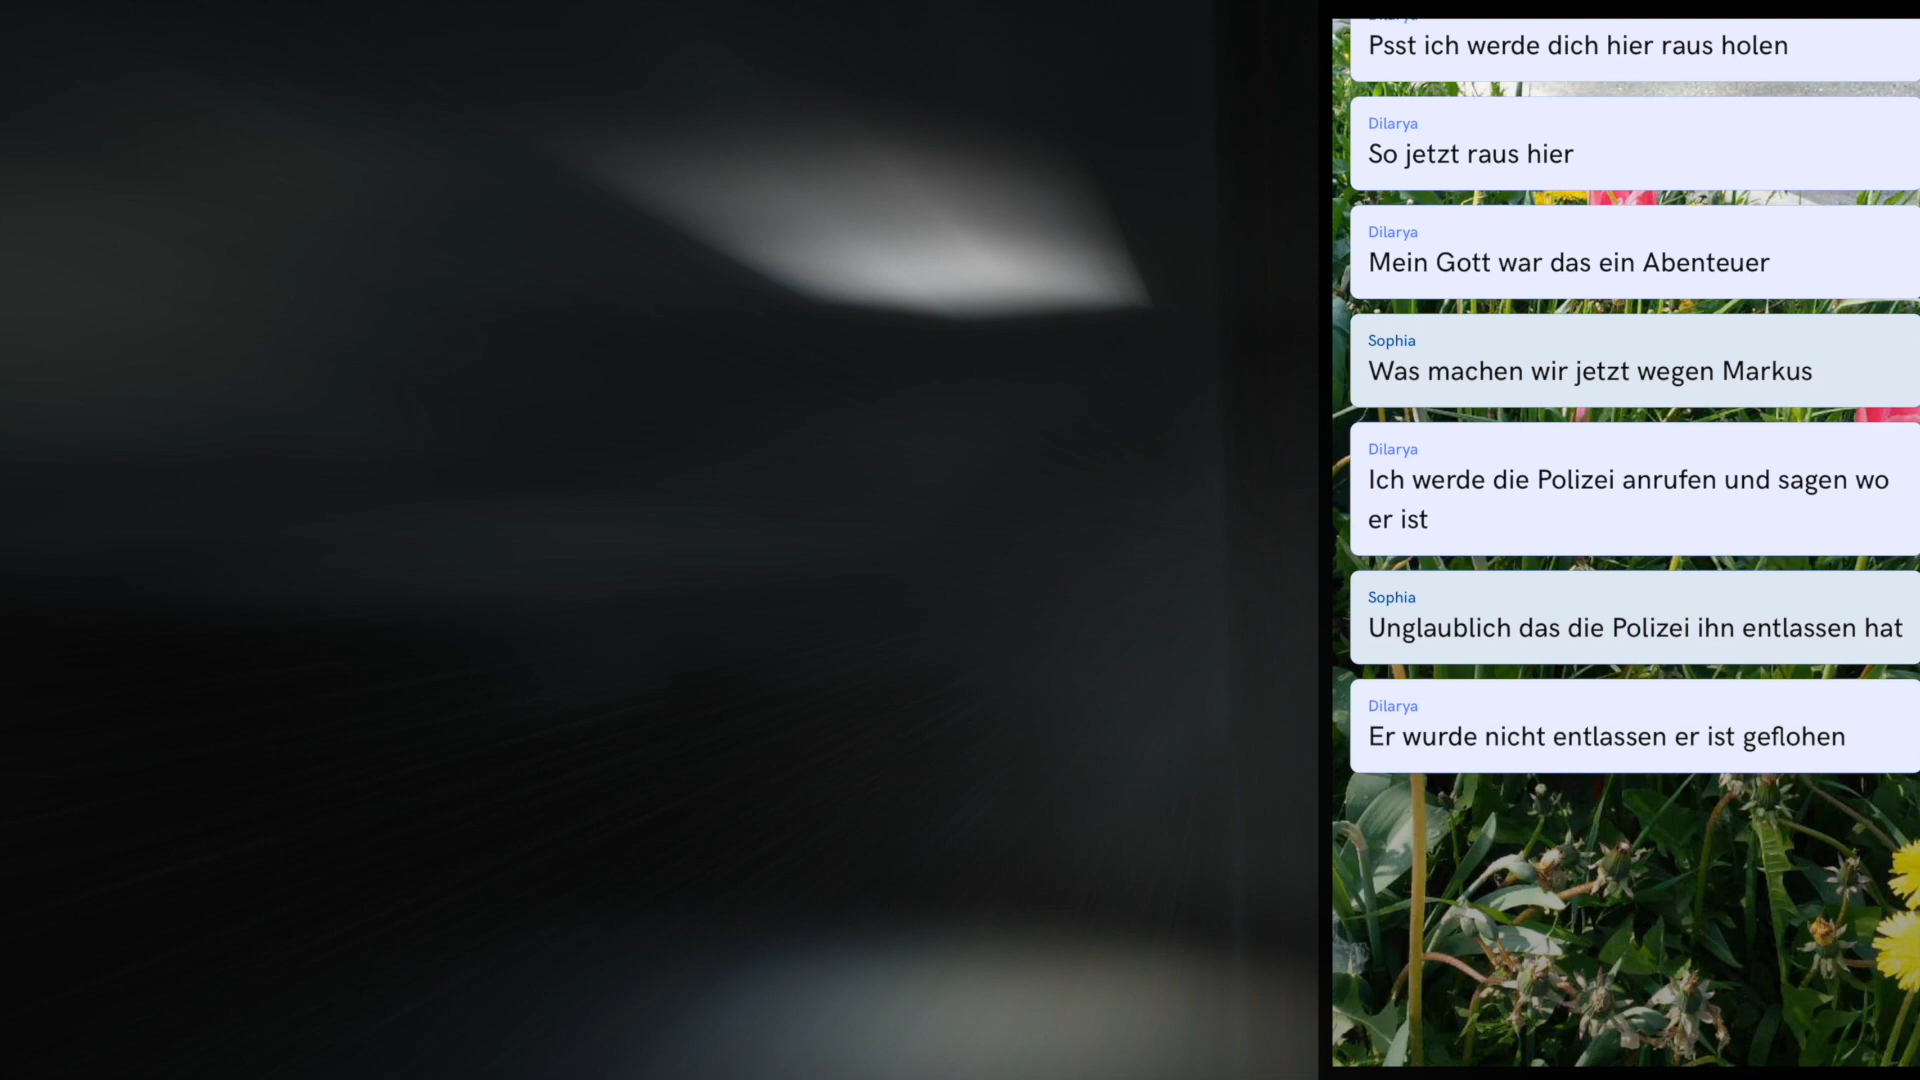 Dilarya
Psst ich werde dich hier raus holen
Dilarya
So jetzt raus hier
Dilarya
Mein Gott war das ein Abenteuer
Sophia
Was machen wir jetzt wegen Markus
Dilarya
Ich werde die Polizei anrufen und sagen wo
er ist
Sophia
Unglaublich das die Polizei ihn entlassen hat
Dilarya
Er wurde nicht entlassen er ist geflohen